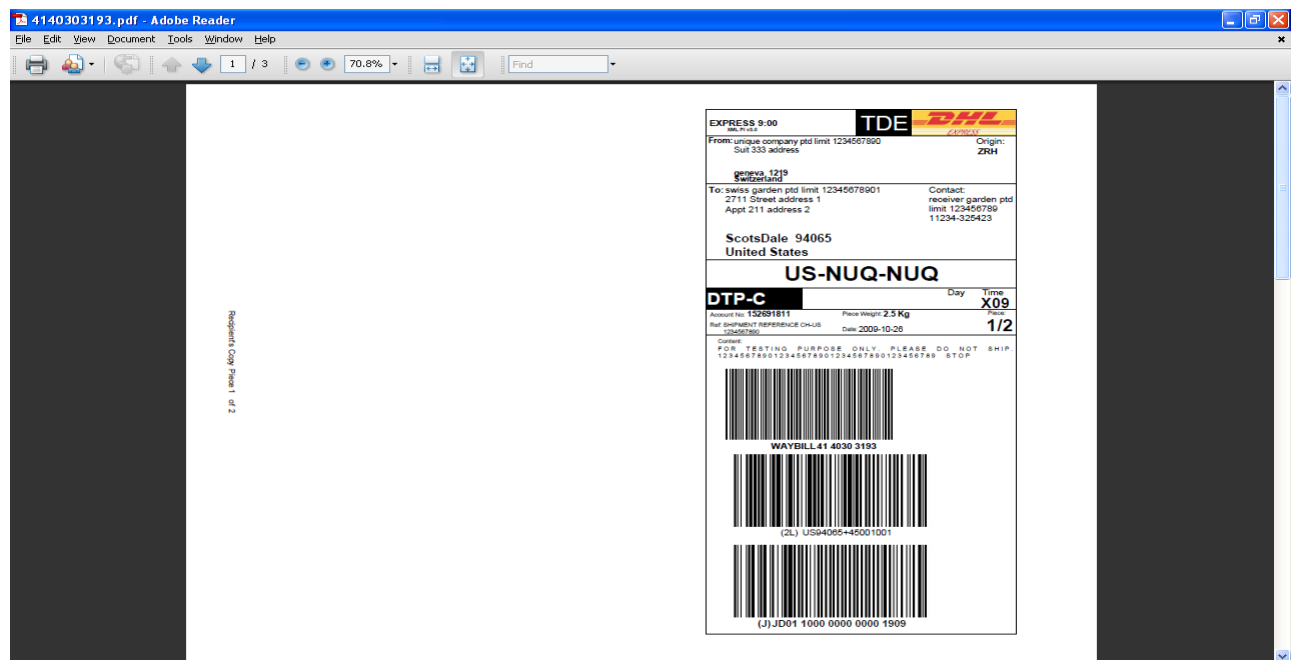 4140303193.pdf - Adobe Reader
File Edit View Document Tools Window Help
1 / 3 70.8% Find
EXPRESS 9:00
XML PI v3.0
TDE
DHL
EXPRESS
From: unique company ptd limit 1234567890
Suit 333 address
geneva, 1219
Switzerland
Origin:
ZRH
To: swiss garden ptd limit 12345678901
2711 Street address 1
Appt 211 address 2
ScotsDale 94065
United States
Contact:
receiver garden ptd
limit 123456789
11234-325423
US-NUQ-NUQ
DTP-C
Day Time
X09
Account No: 152691811
Piece Weight: 2.5 Kg
Piece:
Ref: SHIPMENT REFERENCE CH-US
1234567890
Date: 2009-10-26
1/2
Content:
FOR TESTING PURPOSE ONLY. PLEASE DO NOT SHIP.
1234567890123456789012345678901234567890123456789 STOP
WAYBILL 41 4030 3193
(2L) US94065+45001001
(J) JD01 1000 0000 0000 1909
Recipient's Copy Piece 1 of 2